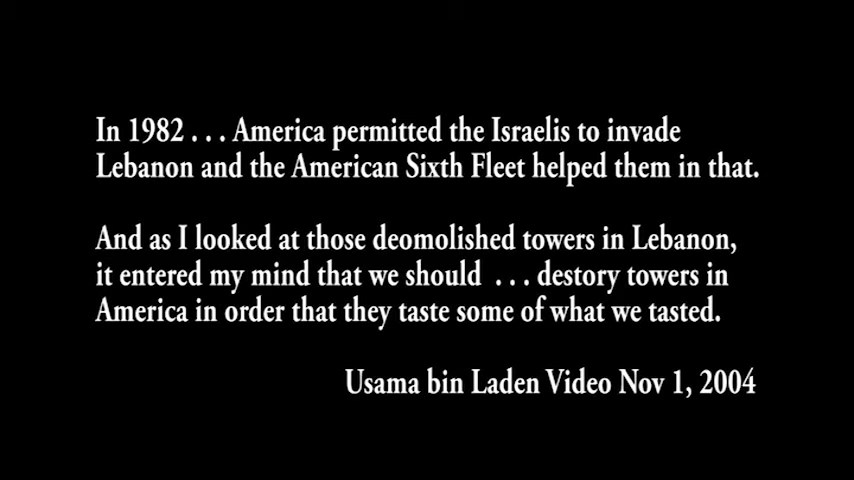 In 1982 . . . America permitted the Israelis to invade
Lebanon and the American Sixth Fleet helped them in that.
And as I looked at those deomolished towers in Lebanon,
it entered my mind that we should . . . destory towers in
America in order that they taste some of what we tasted.
Usama bin Laden Video Nov 1, 2004